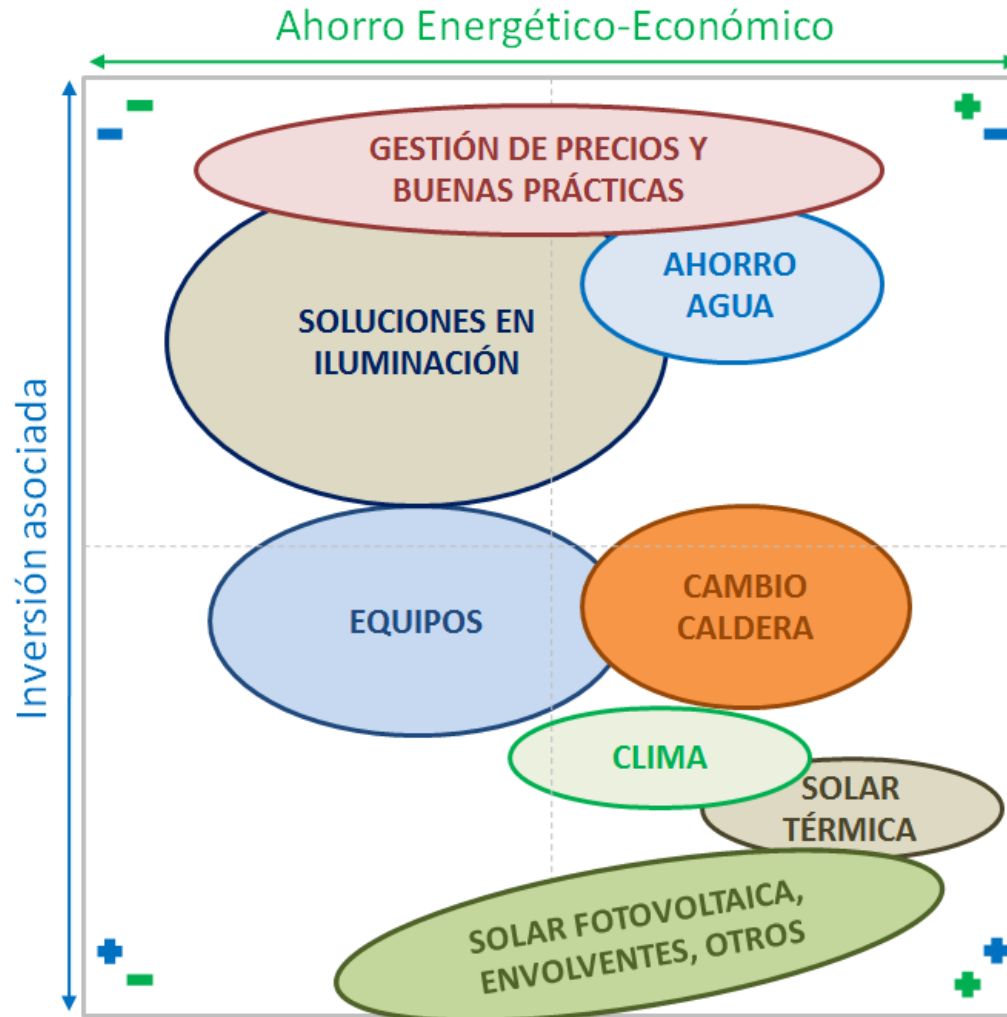 Ahorro Energético-Económico
Inversión asociada
GESTIÓN DE PRECIOS Y
BUENAS PRÁCTICAS
AHORRO
AGUA
SOLUCIONES EN
ILUMINACIÓN
EQUIPOS
CAMBIO
CALDERA
CLIMA
SOLAR
TÉRMICA
SOLAR FOTOVOLTAICA,
ENVOLVENTES, OTROS